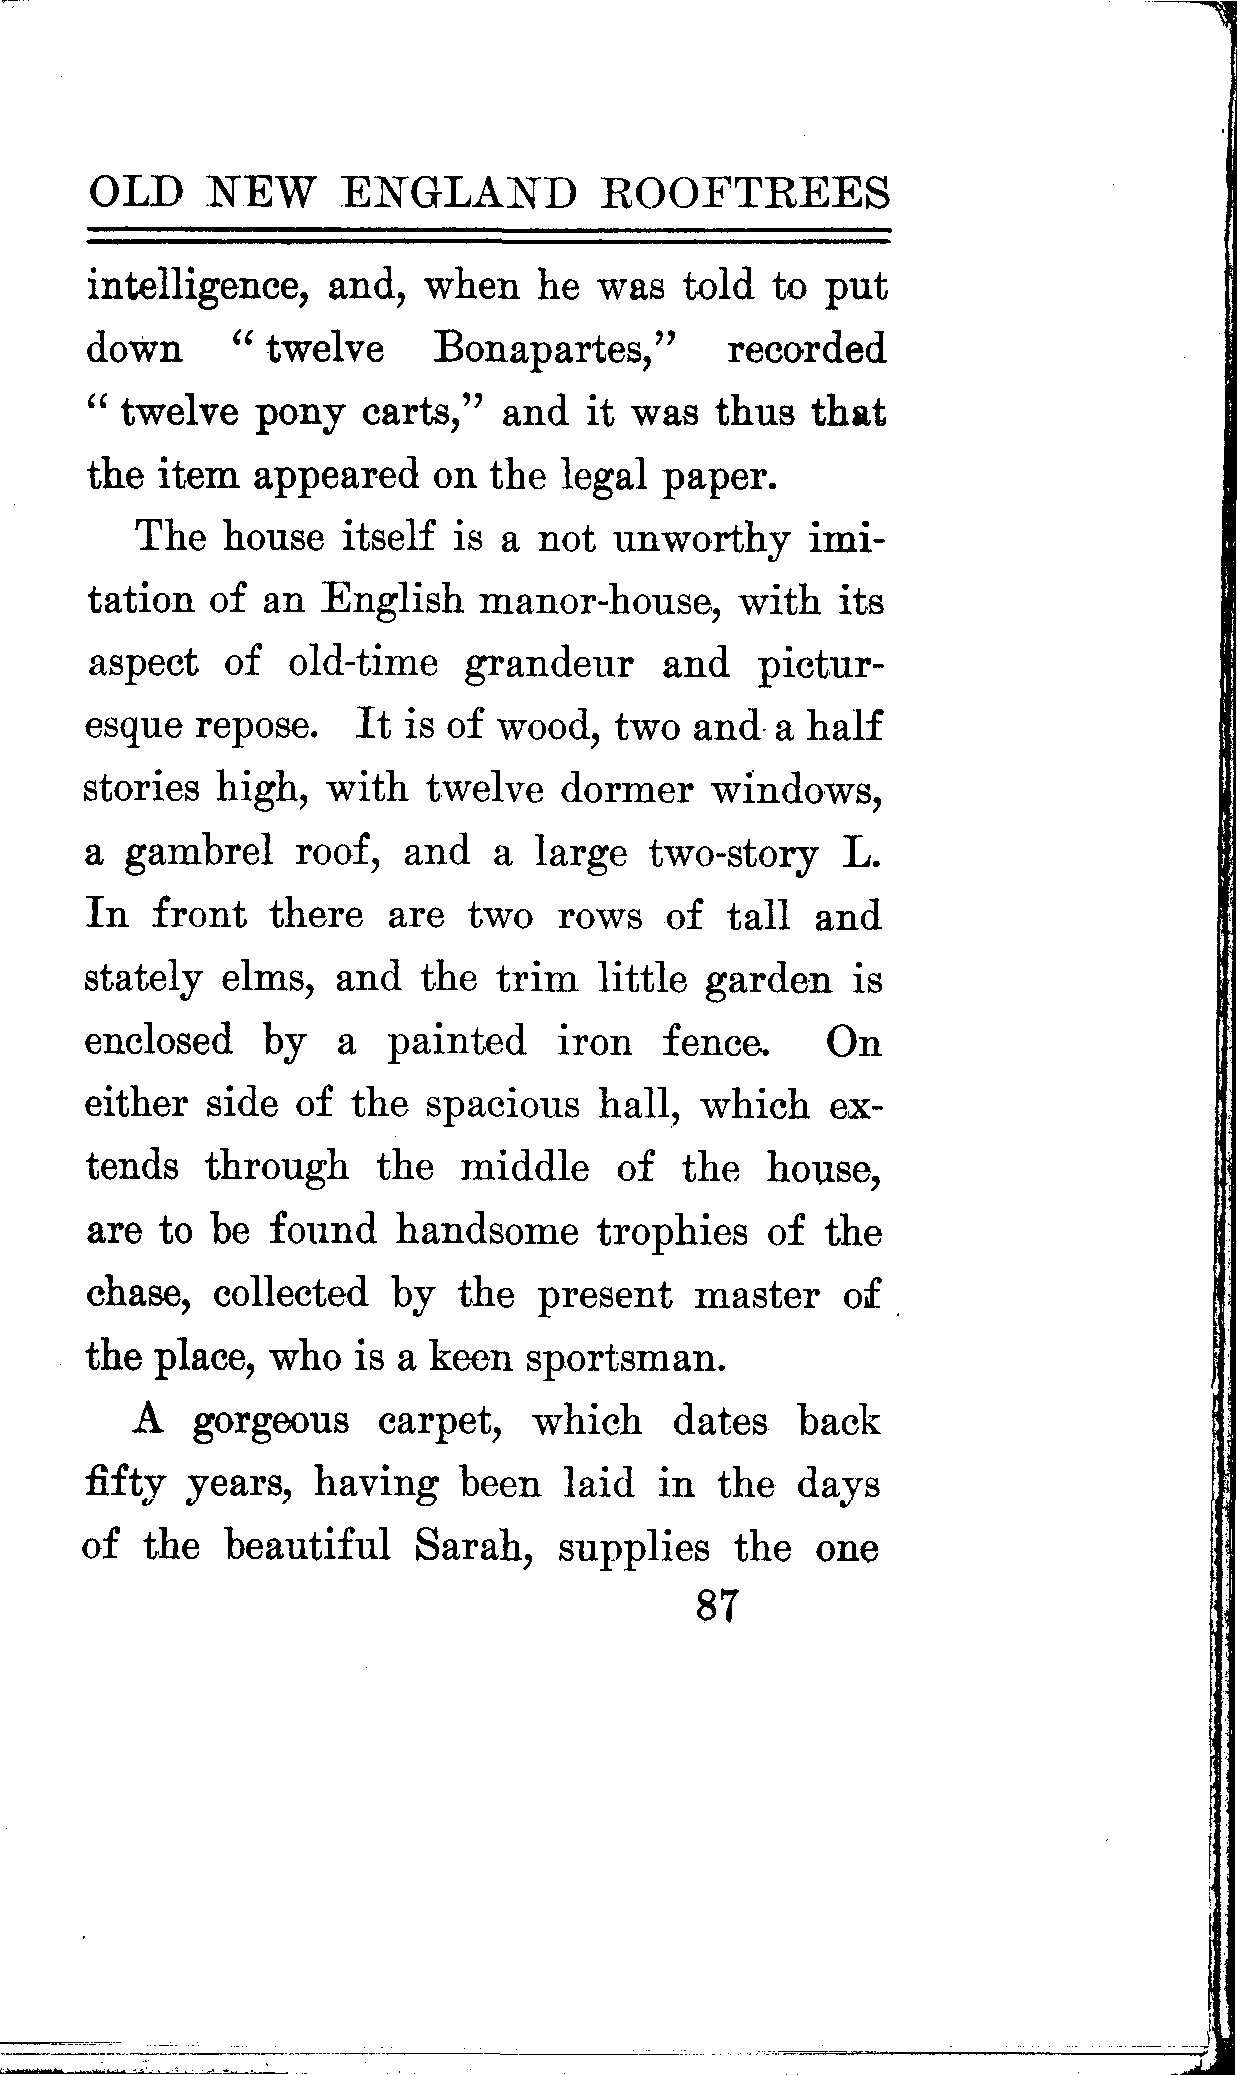 OLD NEW ENGLAND ROOFTREES
intelligence, and, when he was told to put
down " twelve Bonapartes," recorded
" twelve pony carts," and it was thus that
the item appeared on the legal paper.
The house itself is a not unworthy imi-
tation of an English manor-house, with its
aspect of old-time grandeur and pictur-
esque repose. It is of wood, two and a half
stories high, with twelve dormer windows,
a gambrel roof, and a large two-story L.
In front there are two rows of tall and
stately elms, and the trim little garden is
enclosed by a painted iron fence. On
either side of the spacious hall, which ex-
tends through the middle of the house,
are to be found handsome trophies of the
chase, collected by the present master of
the place, who is a keen sportsman.
A gorgeous carpet, which dates back
fifty years, having been laid in the days
of the beautiful Sarah, supplies the one
87